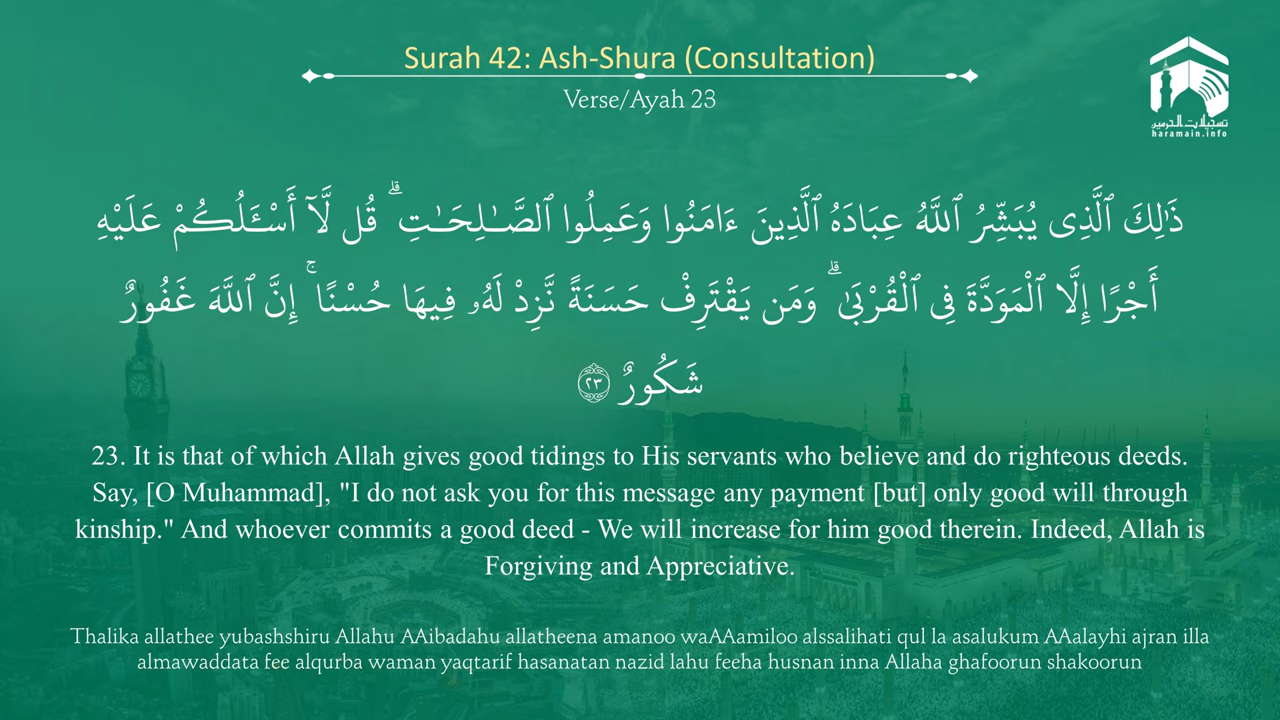 Surah 42: Ash-Shura (Consultation)
Verse/Ayah 23
تسجيلات الحرمين
haramain.info
ذَٰلِكَ ٱلَّذِى يُبَشِّرُ ٱللَّهُ عِبَادَهُ ٱلَّذِينَ ءَامَنُوا وَعَمِلُوا ٱلصَّـٰلِحَـٰتِ ۗ قُل لَّآ أَسْـَٔلُكُمْ عَلَيْهِ
أَجْرًا إِلَّا ٱلْمَوَدَّةَ فِى ٱلْقُرْبَىٰ ۗ وَمَن يَقْتَرِفْ حَسَنَةً نَّزِدْ لَهُۥ فِيهَا حُسْنًا ۚ إِنَّ ٱللَّهَ غَفُورٌ
شَكُورٌ ٢٣
23. It is that of which Allah gives good tidings to His servants who believe and do righteous deeds.
Say, [O Muhammad], "I do not ask you for this message any payment [but] only good will through
kinship." And whoever commits a good deed - We will increase for him good therein. Indeed, Allah is
Forgiving and Appreciative.
Thalika allathee yubashshiru Allahu AAibadahu allatheena amanoo waAAamiloo alssalihati qul la asalukum AAalayhi ajran illa
almawaddata fee alqurba waman yaqtarif hasanatan nazid lahu feeha husnan inna Allaha ghafoorun shakoorun